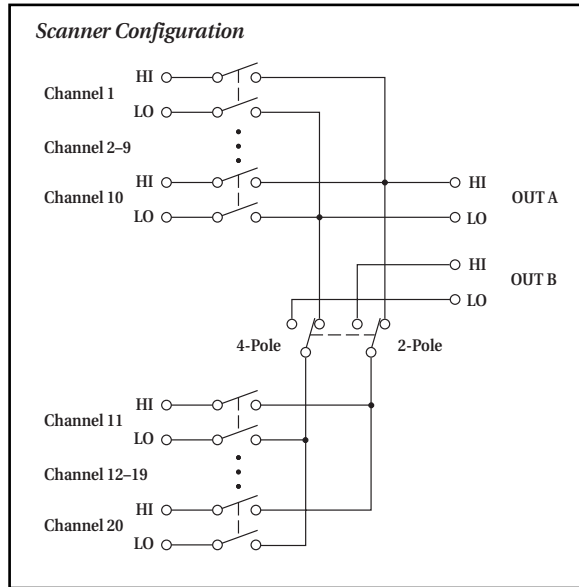 Scanner Configuration
HI
Channel 1
LO
Channel 2–9
HI
Channel 10
LO
HI
OUT A
LO
HI
OUT B
LO
4-Pole
2-Pole
HI
Channel 11
LO
Channel 12–19
HI
Channel 20
LO